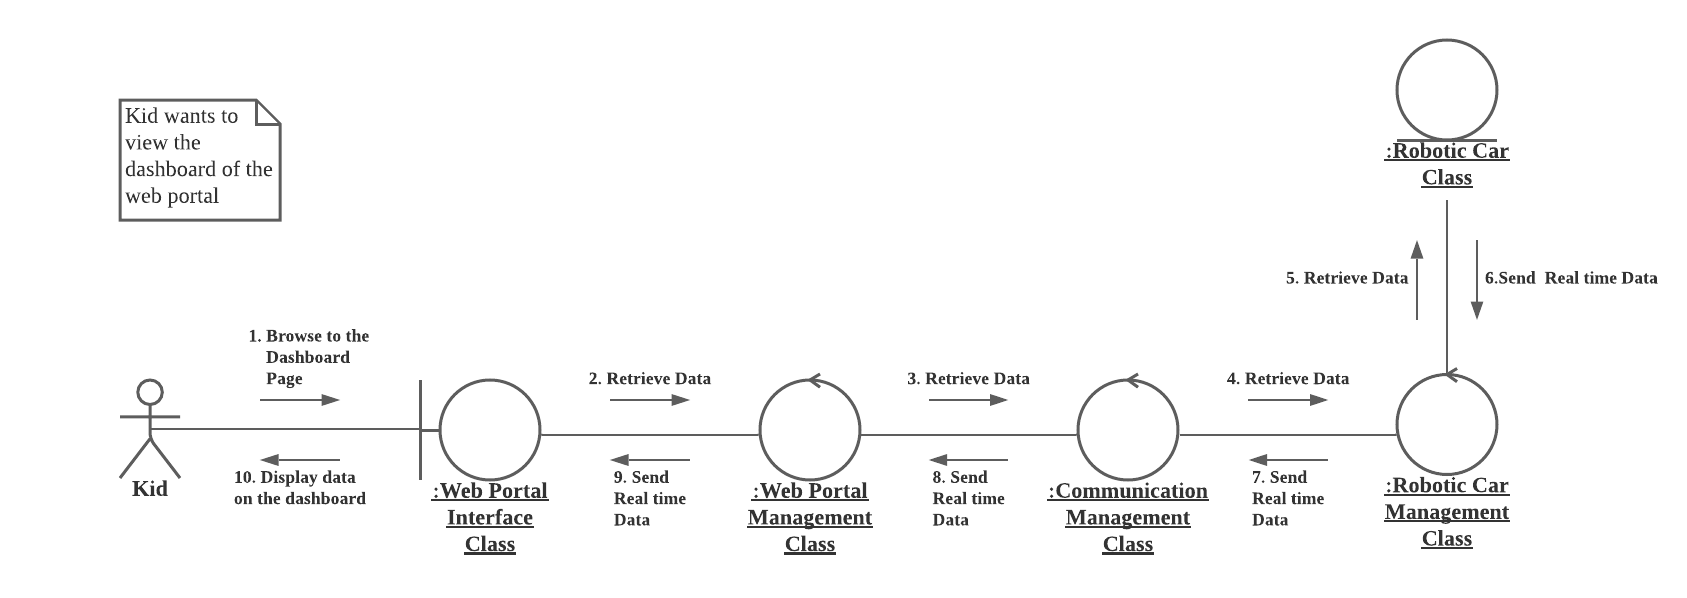 Kid wants to
view the
dashboard of the
web portal
:Robotic Car
Class
5. Retrieve Data
6.Send  Real time Data
1. Browse to the
Dashboard
Page
2. Retrieve Data
3. Retrieve Data
4. Retrieve Data
Kid
10. Display data
on the dashboard
:Web Portal
Interface
Class
9. Send
Real time
Data
:Web Portal
Management
Class
8. Send
Real time
Data
:Communication
Management
Class
7. Send
Real time
Data
:Robotic Car
Management
Class